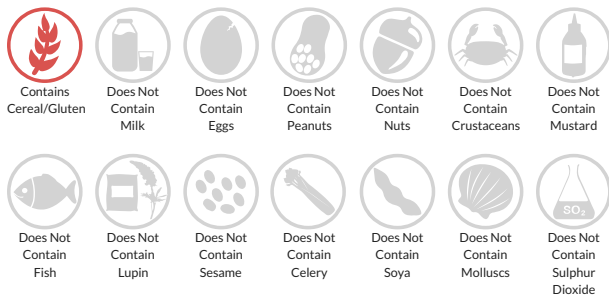 Contains
Cereal/Gluten
Does Not
Contain
Milk
Does Not
Contain
Eggs
Does Not
Contain
Peanuts
Does Not
Contain
Nuts
Does Not
Contain
Crustaceans
Does Not
Contain
Mustard
Does Not
Contain
Fish
Does Not
Contain
Lupin
Does Not
Contain
Sesame
Does Not
Contain
Celery
Does Not
Contain
Soya
Does Not
Contain
Molluscs
SO₂
Does Not
Contain
Sulphur
Dioxide